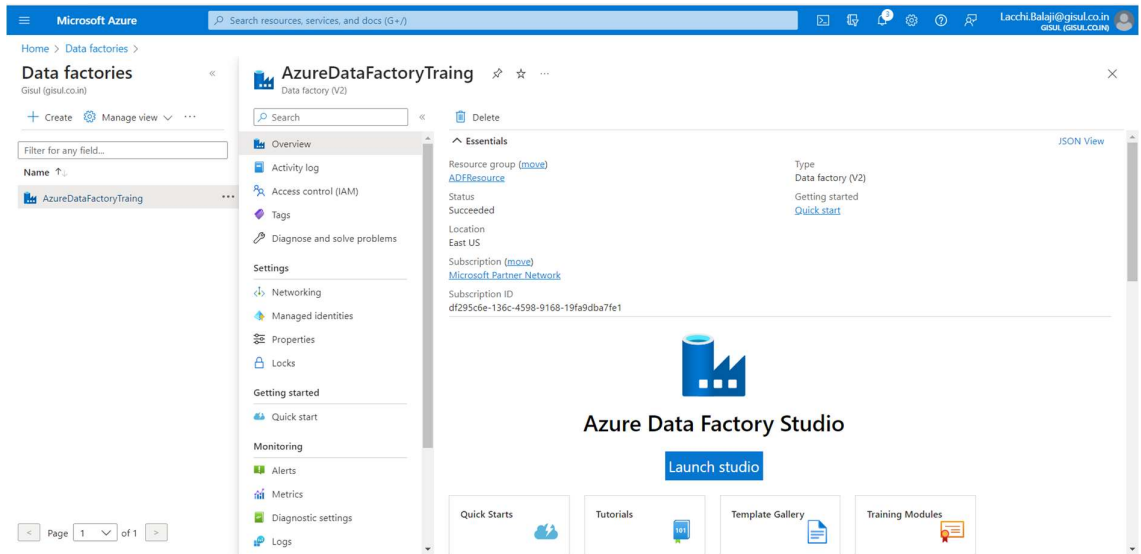 Microsoft Azure
Search resources, services, and docs (G+/)
3
Lacchi.Balaji@gisul.co.in
GISUL (GISUL.CO.IN)
Home > Data factories >
Data factories
Gisul (gisul.co.in)
+ Create
Manage view
...
Filter for any field...
Name ↑↓
AzureDataFactoryTraing
...
Page 1 of 1
AzureDataFactoryTraing
...
Data factory (V2)
Search
«
Overview
Activity log
Access control (IAM)
Tags
Diagnose and solve problems
Settings
Networking
Managed identities
Properties
Locks
Getting started
Quick start
Monitoring
Alerts
Metrics
Diagnostic settings
Logs
Delete
Essentials
JSON View
Resource group (move)
ADFResource
Status
Succeeded
Location
East US
Subscription (move)
Microsoft Partner Network
Subscription ID
df295c6e-136c-4598-9168-19fa9dba7fe1
Type
Data factory (V2)
Getting started
Quick start
Azure Data Factory Studio
Launch studio
Quick Starts
Tutorials
101
Template Gallery
Training Modules